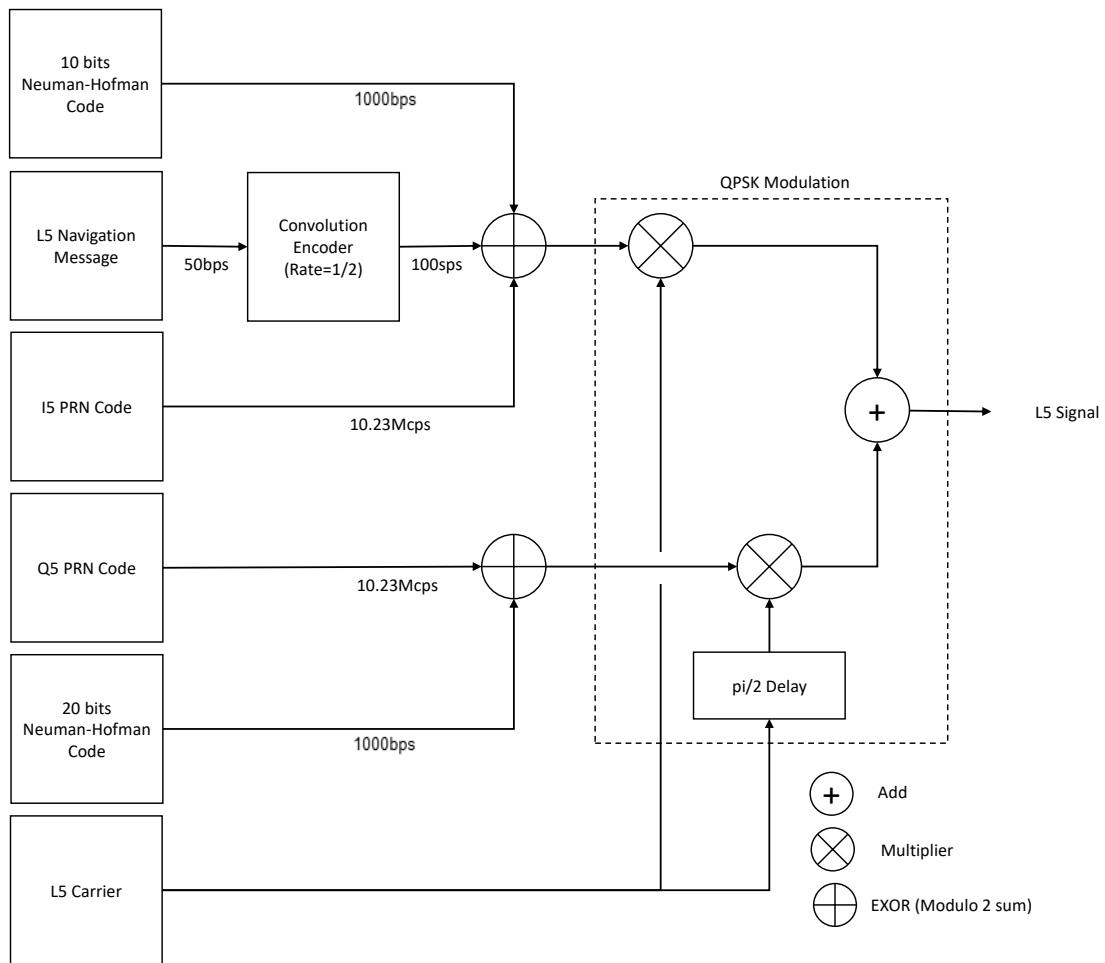 10 bits
Neuman-Hofman
Code
1000bps
L5 Navigation
Message
50bps
Convolution
Encoder
(Rate=1/2)
100sps
QPSK Modulation
I5 PRN Code
10.23Mcps
+
L5 Signal
Q5 PRN Code
10.23Mcps
pi/2 Delay
20 bits
Neuman-Hofman
Code
1000bps
+
Add
Multiplier
EXOR (Modulo 2 sum)
L5 Carrier